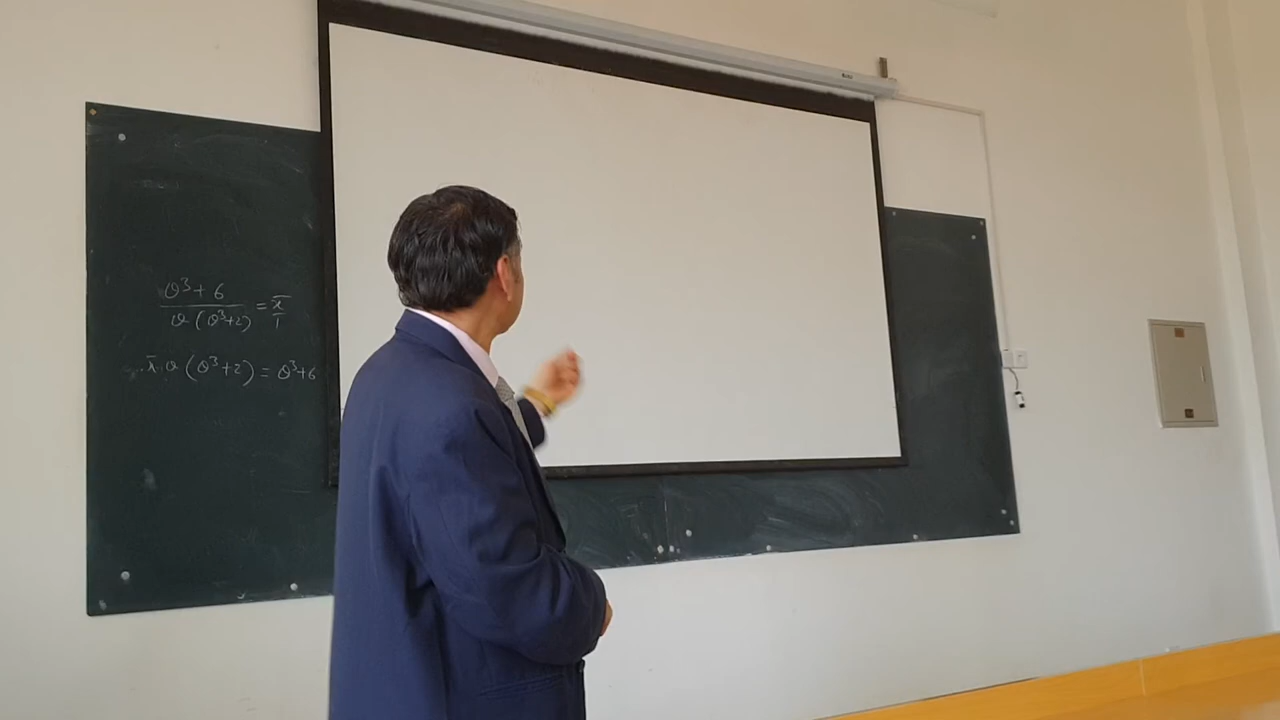 ϑ³+6 / ϑ(ϑ³+2) = x̄/1
x̄ ϑ (ϑ³+2) = ϑ³+6